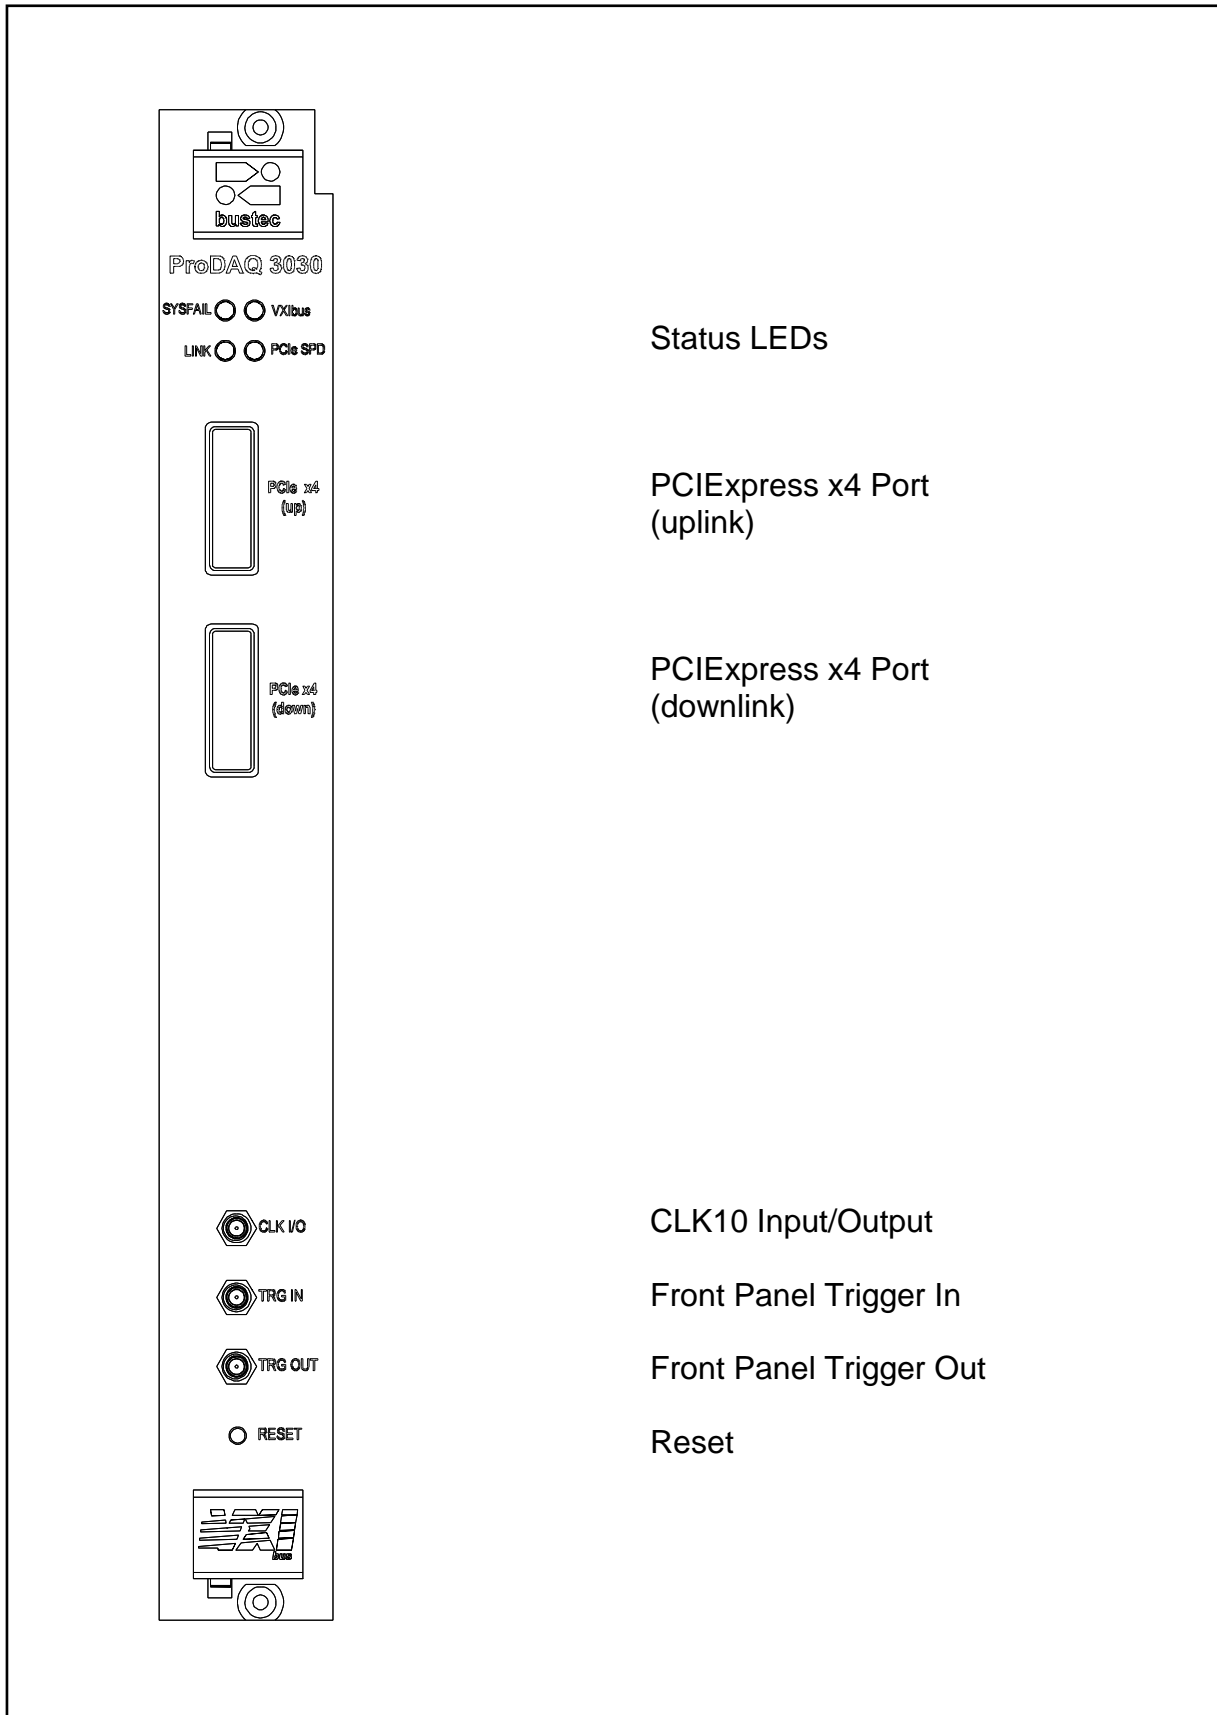 bustec
ProDAQ 3030
SYSFAIL VXIbus
LINK PCIe SPD
Status LEDs
PCIe x4
(up)
PCIExpress x4 Port
(uplink)
PCIe x4
(down)
PCIExpress x4 Port
(downlink)
CLK I/O
CLK10 Input/Output
TRG IN
Front Panel Trigger In
TRG OUT
Front Panel Trigger Out
RESET
Reset
VXI
bus